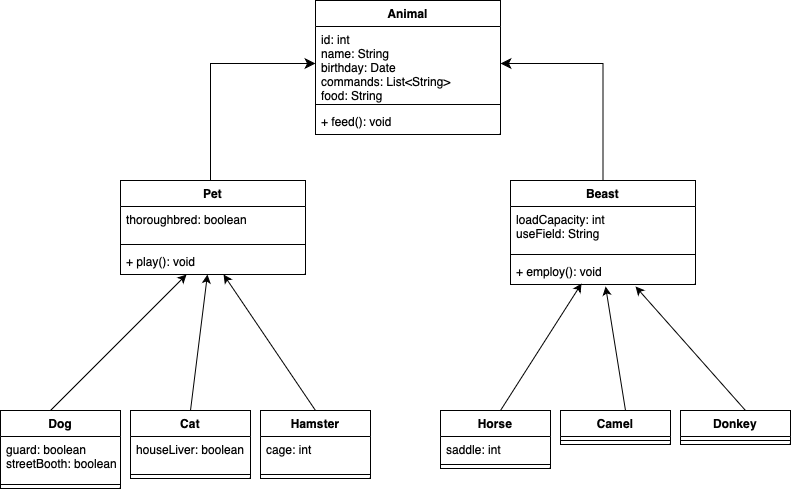 Animal
id: int
name: String
birthday: Date
commands: List<String>
food: String
+ feed(): void
Pet
thoroughbred: boolean
+ play(): void
Beast
loadCapacity: int
useField: String
+ employ(): void
Dog
guard: boolean
streetBooth: boolean
Cat
houseLiver: boolean
Hamster
cage: int
Horse
saddle: int
Camel
Donkey